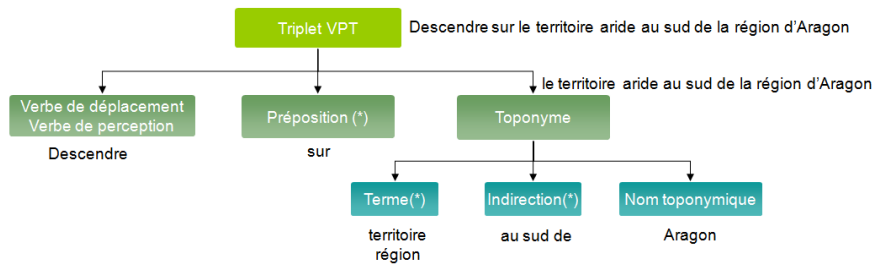 Triplet VPT
Descendre sur le territoire aride au sud de la région d'Aragon
le territoire aride au sud de la région d'Aragon
Verbe de déplacement
Verbe de perception
Préposition (*)
Toponyme
Descendre
sur
Terme(*)
Indirection(*)
Nom toponymique
territoire
région
au sud de
Aragon